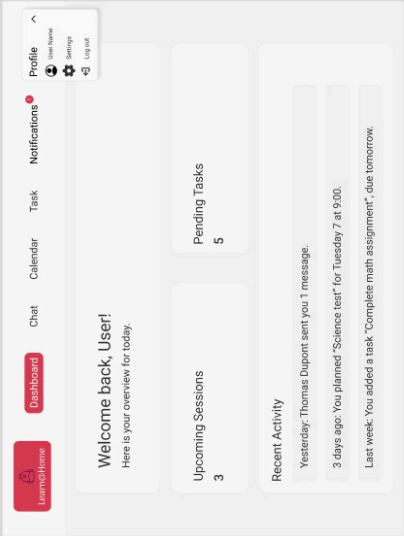 Learn@Home
Dashboard
Chat
Calendar
Task
Notifications
Profile
User Name
Settings
Log out
Welcome back, User!
Here is your overview for today.
Upcoming Sessions
3
Pending Tasks
5
Recent Activity
Yesterday: Thomas Dupont sent you 1 message.
3 days ago: You planned "Science test" for Tuesday 7 at 9:00.
Last week: You added a task "Complete math assignment", due tomorrow.